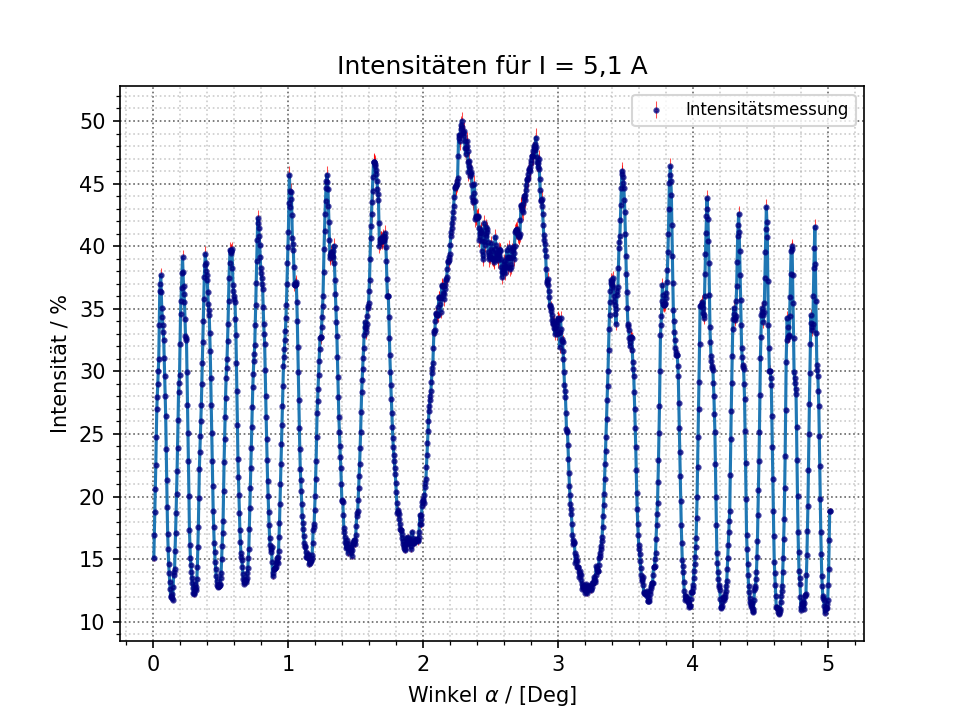 Intensitäten für I = 5,1 A
Intensitätsmessung
Intensität / %
50
45
40
35
30
25
20
15
10
0 1 2 3 4 5
Winkel α / [Deg]